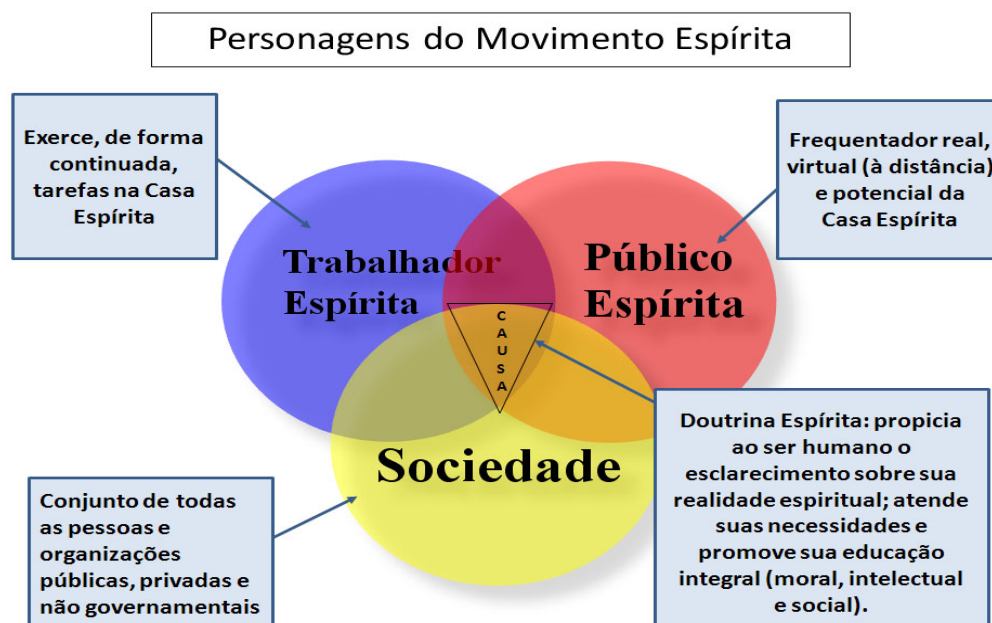 Personagens do Movimento Espírita
Exerce, de forma
continuada,
tarefas na Casa
Espírita
Frequentador real,
virtual (à distância)
e potencial da
Casa Espírita
Trabalhador
Espírita
Público
Espírita
CAUSA
Sociedade
Conjunto de todas
as pessoas e
organizações
públicas, privadas e
não governamentais
Doutrina Espírita: propicia
ao ser humano o
esclarecimento sobre sua
realidade espiritual; atende
suas necessidades e
promove sua educação
integral (moral, intelectual
e social).